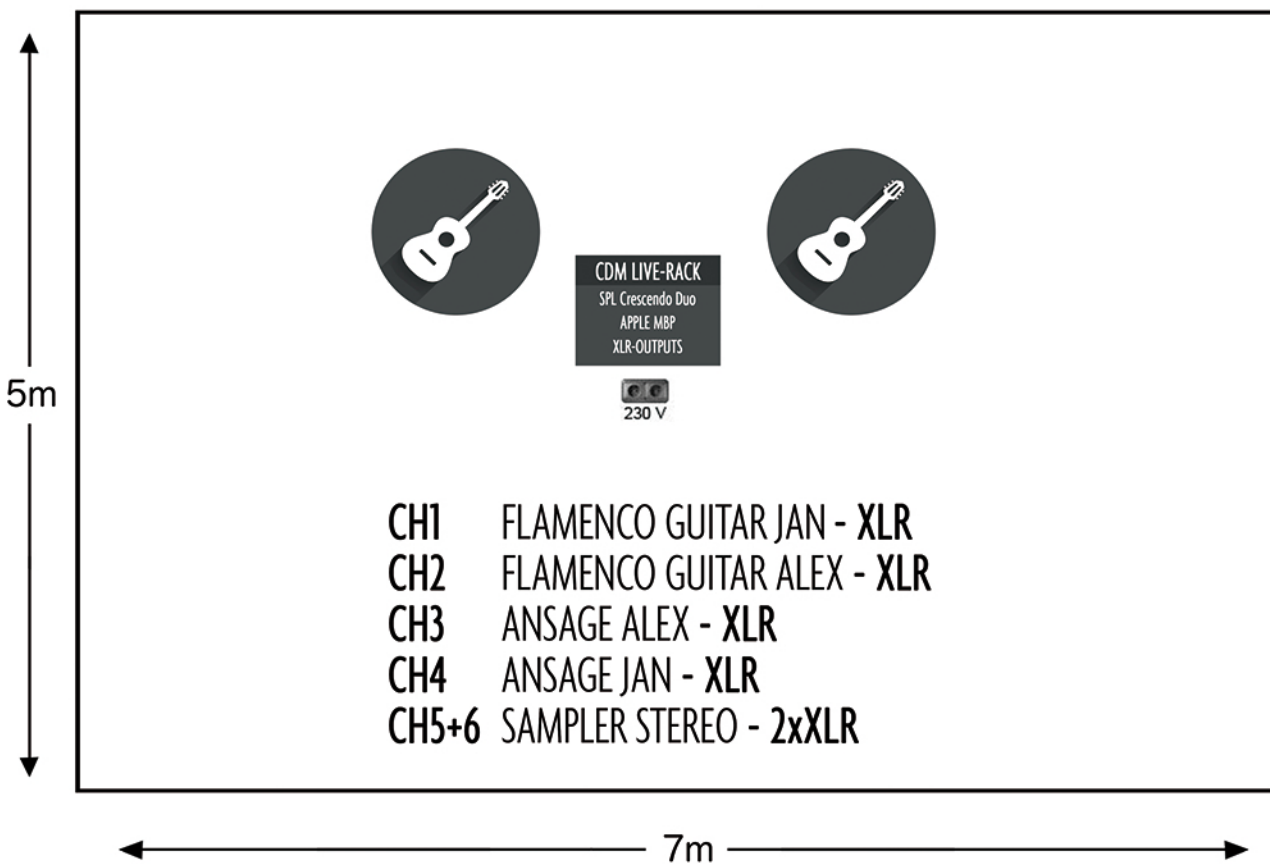 CDM LIVE-RACK
SPL Crescendo Duo
APPLE MBP
XLR-OUTPUTS
230 V
5m
CH1 FLAMENCO GUITAR JAN - XLR
CH2 FLAMENCO GUITAR ALEX - XLR
CH3 ANSAGE ALEX - XLR
CH4 ANSAGE JAN - XLR
CH5+6 SAMPLER STEREO - 2xXLR
7m